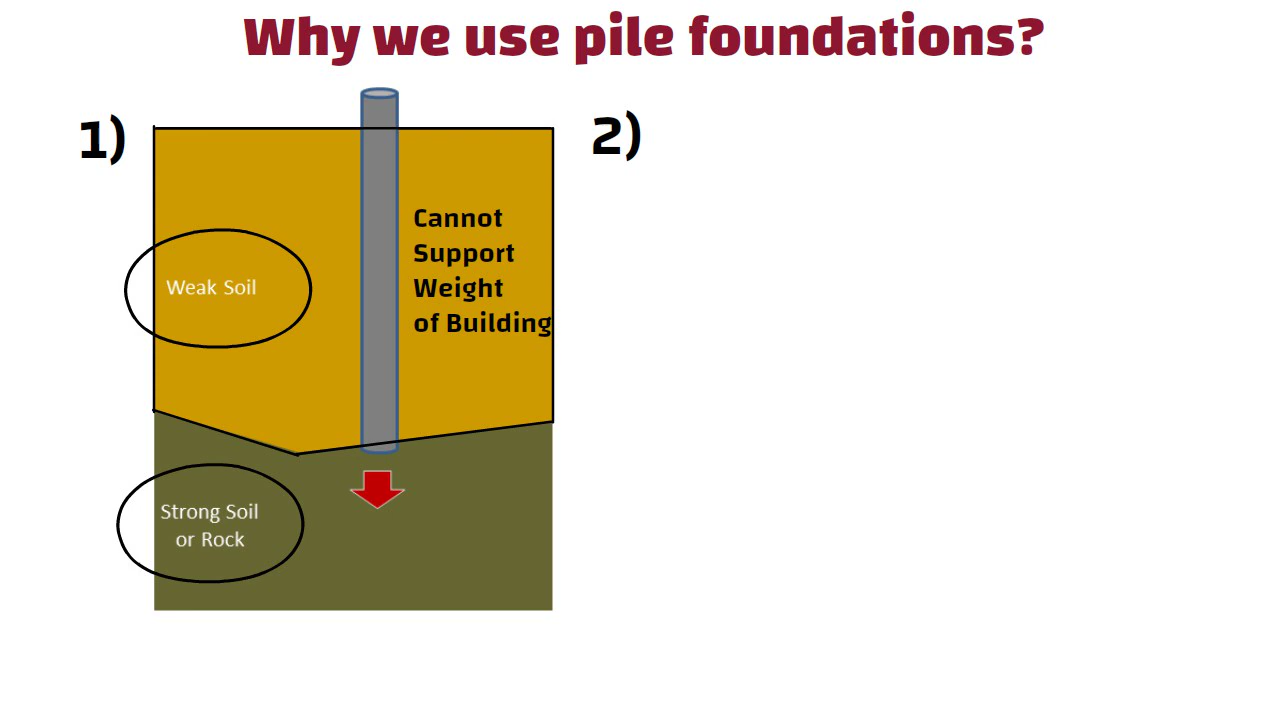 Why we use pile foundations?
1)
2)
Cannot
Support
Weight
of Building
Weak Soil
Strong Soil
or Rock